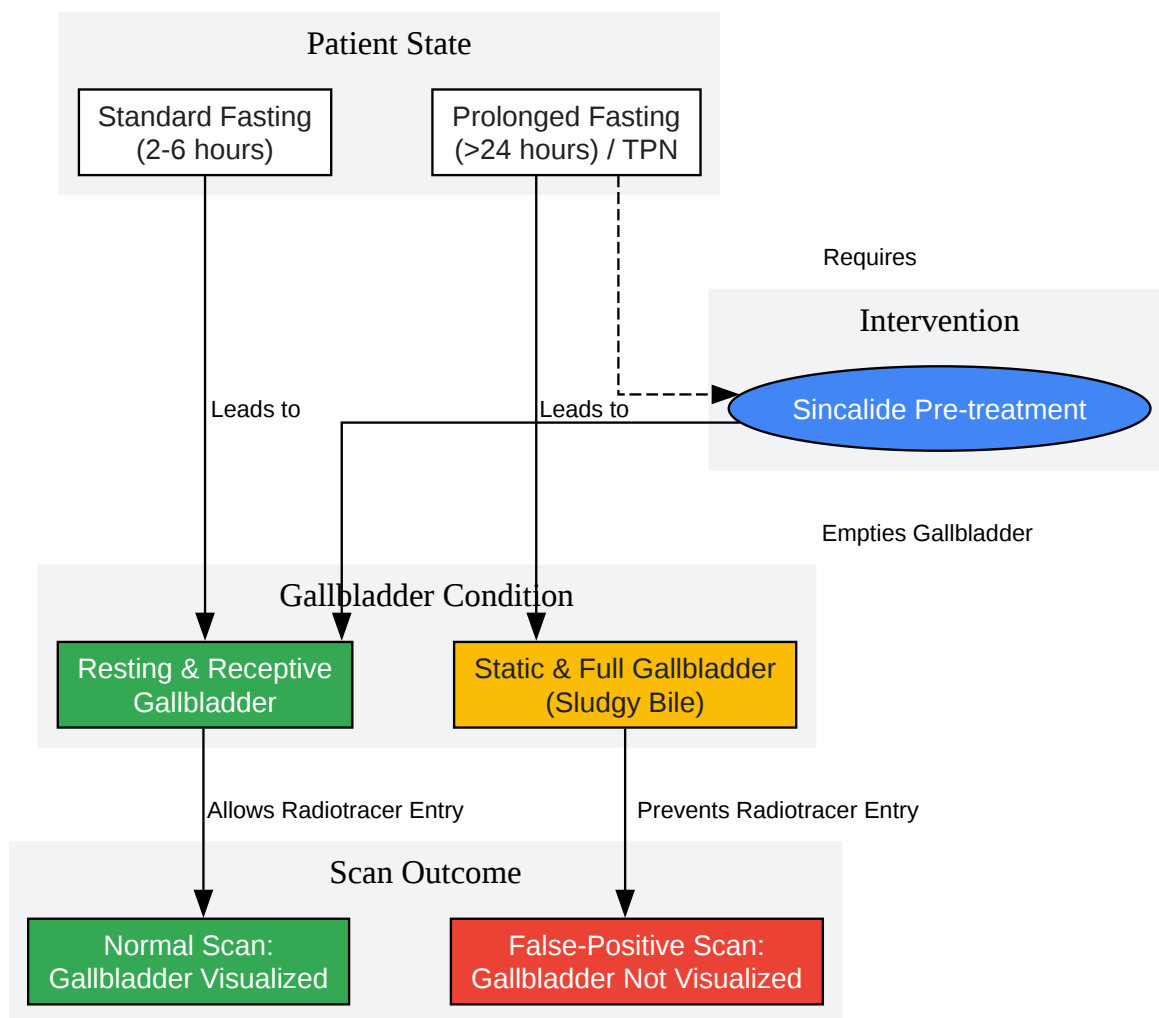 Patient State
Standard Fasting
(2-6 hours)
Prolonged Fasting
(>24 hours) / TPN
Requires
Intervention
Sincalide Pre-treatment
Leads to
Leads to
Empties Gallbladder
Gallbladder Condition
Resting & Receptive
Gallbladder
Static & Full Gallbladder
(Sludgy Bile)
Allows Radiotracer Entry
Prevents Radiotracer Entry
Scan Outcome
Normal Scan:
Gallbladder Visualized
False-Positive Scan:
Gallbladder Not Visualized